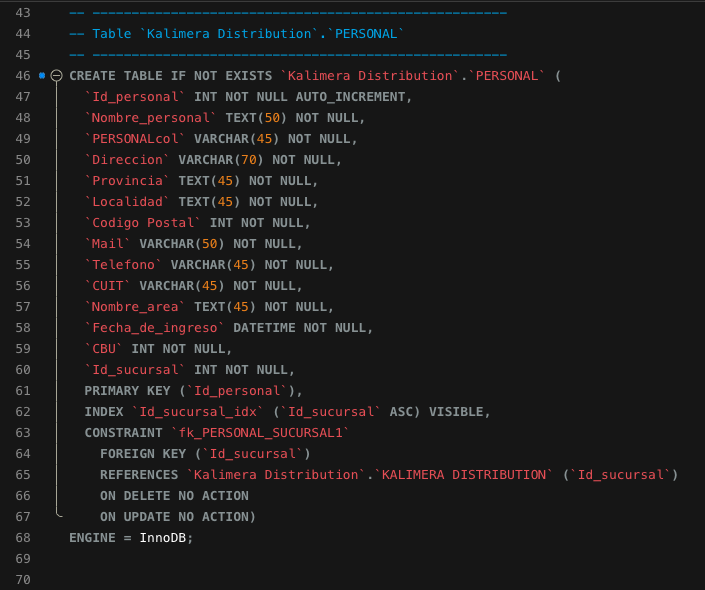 43 -- -----------------------------------------------------
44 -- Table `Kalimera Distribution`.`PERSONAL`
45 -- -----------------------------------------------------
46 CREATE TABLE IF NOT EXISTS `Kalimera Distribution`.`PERSONAL` (
47   `Id_personal` INT NOT NULL AUTO_INCREMENT,
48   `Nombre_personal` TEXT(50) NOT NULL,
49   `PERSONALcol` VARCHAR(45) NOT NULL,
50   `Direccion` VARCHAR(70) NOT NULL,
51   `Provincia` TEXT(45) NOT NULL,
52   `Localidad` TEXT(45) NOT NULL,
53   `Codigo Postal` INT NOT NULL,
54   `Mail` VARCHAR(50) NOT NULL,
55   `Telefono` VARCHAR(45) NOT NULL,
56   `CUIT` VARCHAR(45) NOT NULL,
57   `Nombre_area` TEXT(45) NOT NULL,
58   `Fecha_de_ingreso` DATETIME NOT NULL,
59   `CBU` INT NOT NULL,
60   `Id_sucursal` INT NOT NULL,
61   PRIMARY KEY (`Id_personal`),
62   INDEX `Id_sucursal_idx` (`Id_sucursal` ASC) VISIBLE,
63   CONSTRAINT `fk_PERSONAL_SUCURSAL1`
64     FOREIGN KEY (`Id_sucursal`)
65     REFERENCES `Kalimera Distribution`.`KALIMERA DISTRIBUTION` (`Id_sucursal`)
66     ON DELETE NO ACTION
67     ON UPDATE NO ACTION)
68 ENGINE = InnoDB;
69
70